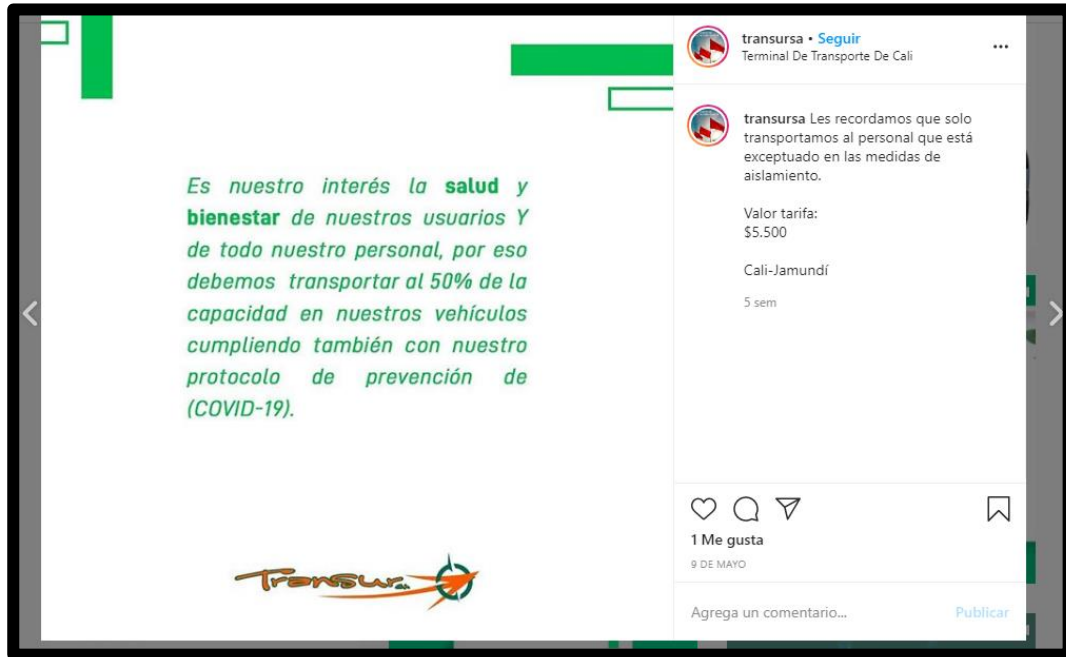 Es nuestro interés la salud y
bienestar de nuestros usuarios Y
de todo nuestro personal, por eso
debemos transportar al 50% de la
capacidad en nuestros vehículos
cumpliendo también con nuestro
protocolo de prevención de
(COVID-19).
Transur
transursa • Seguir
Terminal De Transporte De Cali
transursa Les recordamos que solo
transportamos al personal que está
exceptuado en las medidas de
aislamiento.
Valor tarifa:
$5.500
Cali-Jamundí
5 sem
1 Me gusta
9 DE MAYO
Agrega un comentario... Publicar